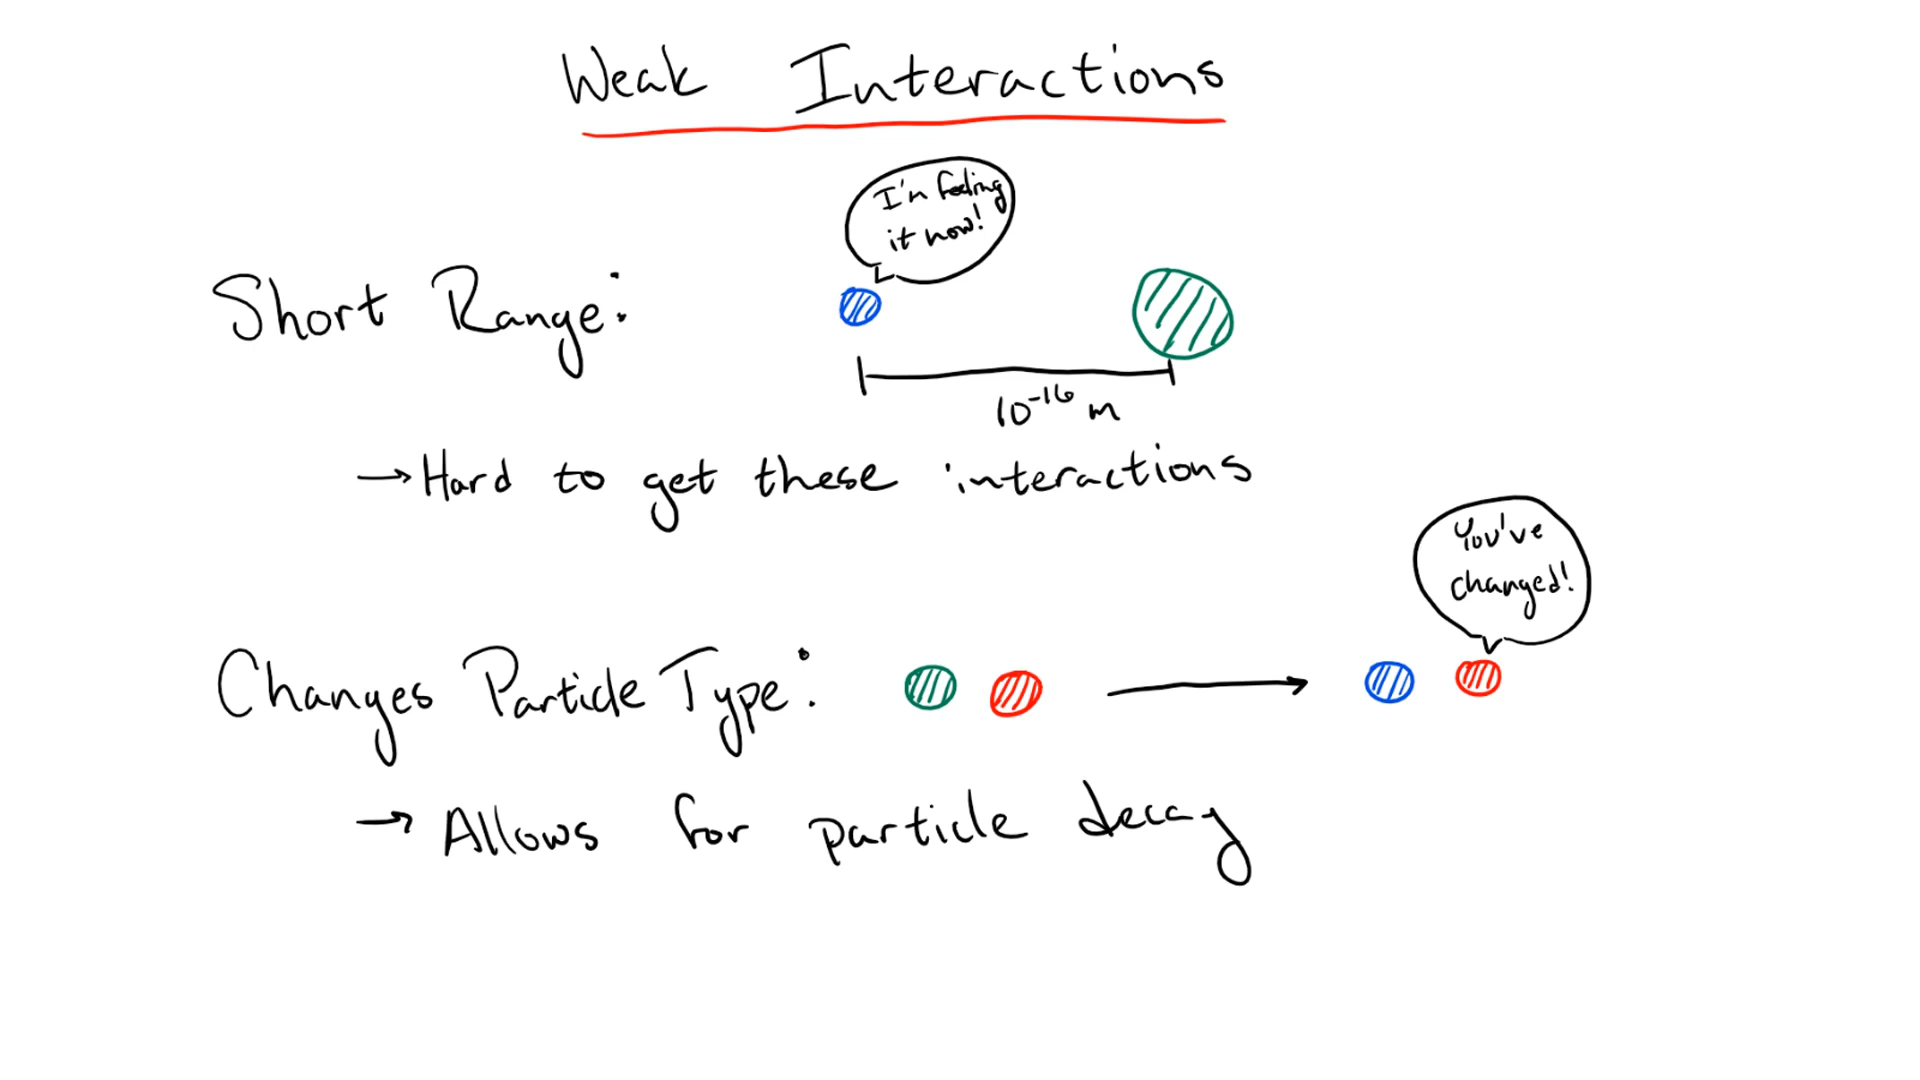 Weak Interactions
I'm feeling
it now!
Short Range:
10⁻¹⁶ m
→ Hard to get these interactions
You've
changed!
Changes Particle Type:
→ Allows for particle decay